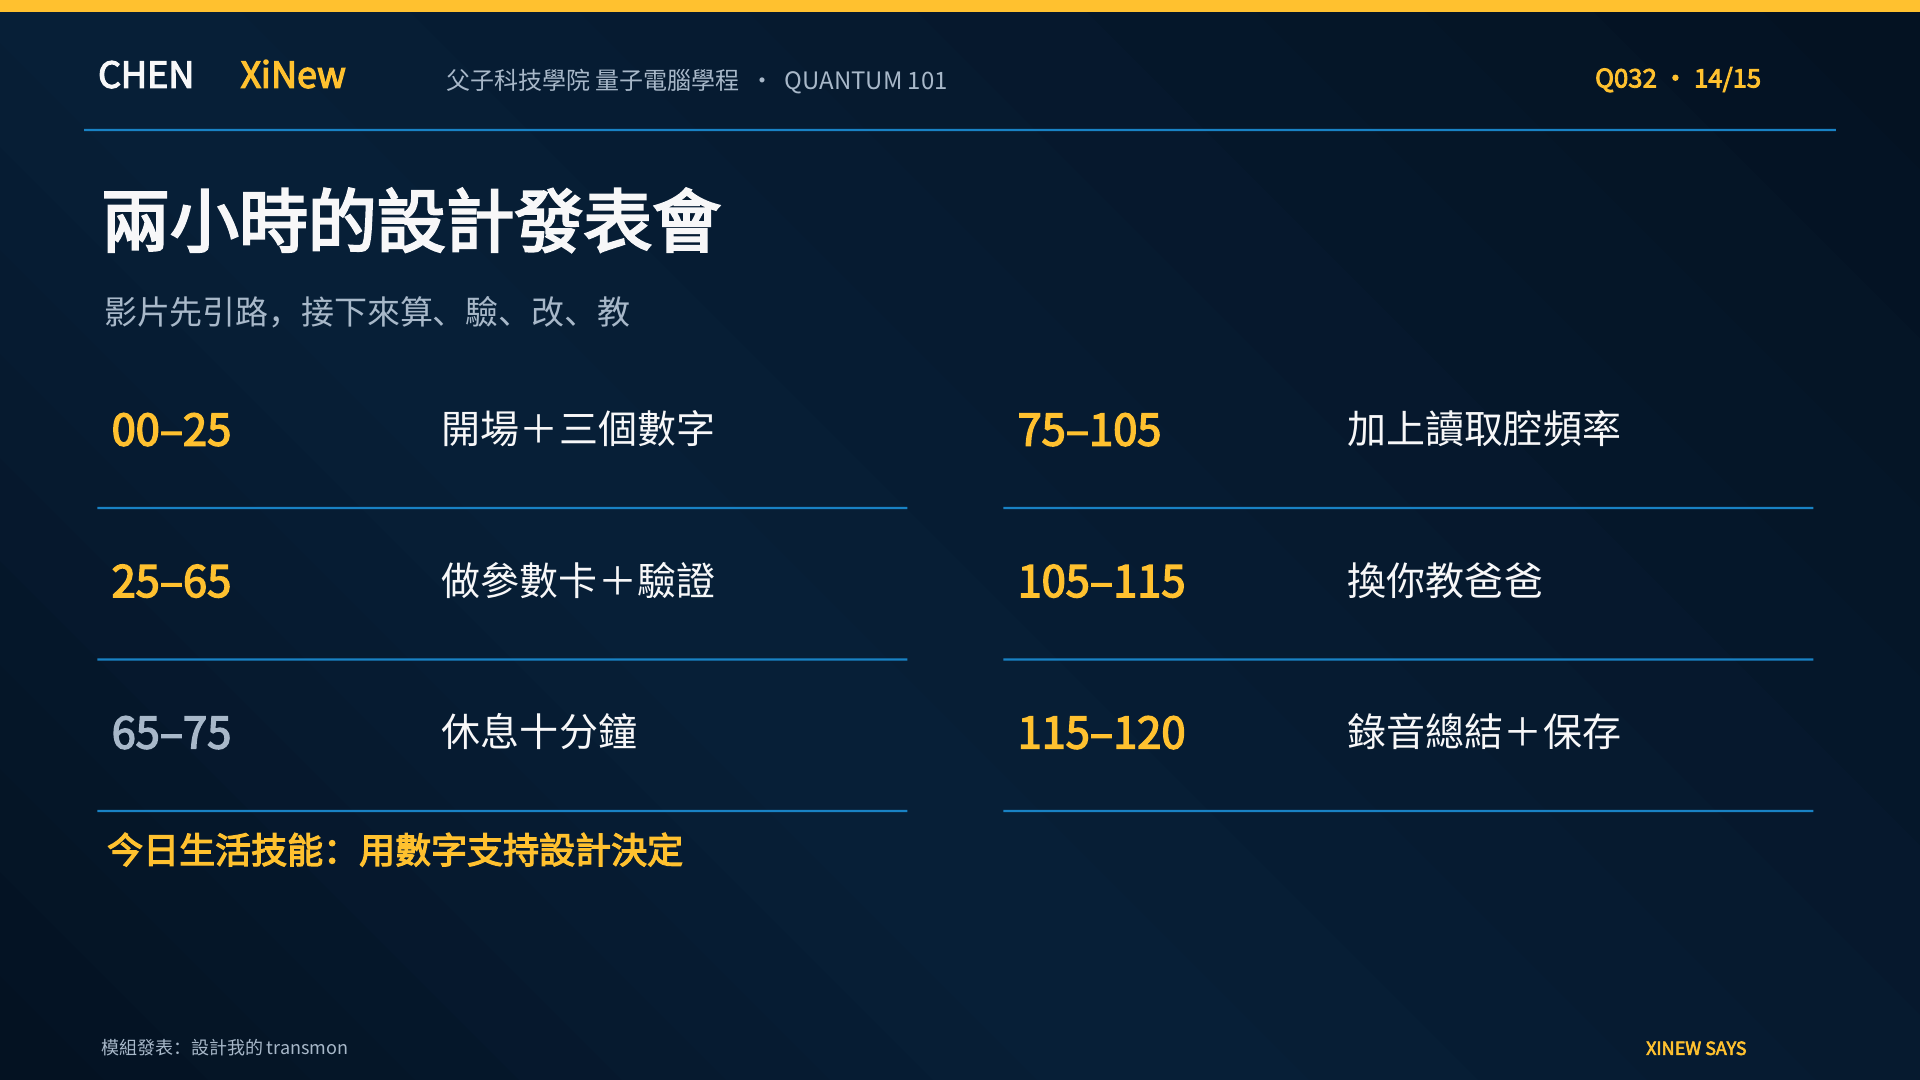 CHEN XiNew 父子科技學院 量子電腦學程 · QUANTUM 101 Q032 · 14/15
兩小時的設計發表會
影片先引路，接下來算、驗、改、教
00–25 開場＋三個數字
25–65 做參數卡＋驗證
65–75 休息十分鐘
75–105 加上讀取腔頻率
105–115 換你教爸爸
115–120 錄音總結＋保存
今日生活技能：用數字支持設計決定
模組發表：設計我的 transmon XINEW SAYS